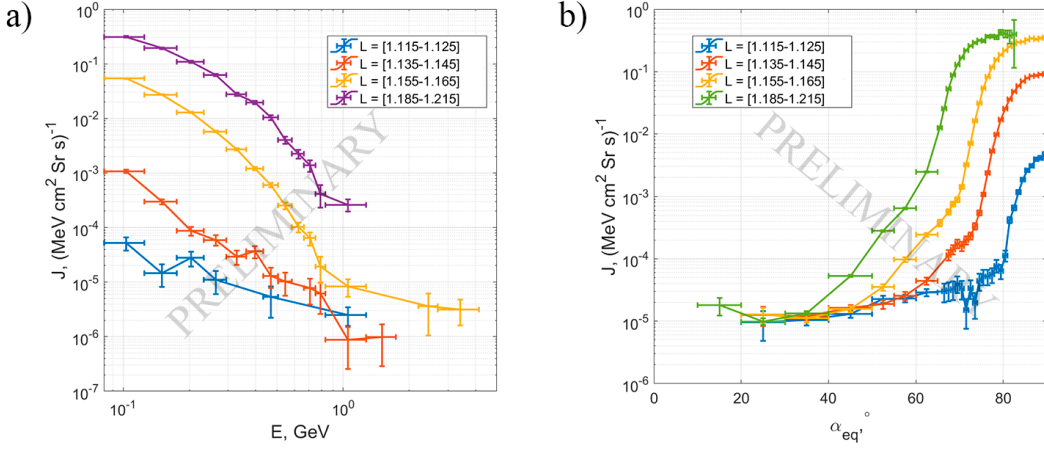 a)
10^0
10^-1
10^-2
10^-3
10^-4
10^-5
10^-6
10^-7
J, (MeV cm^2 Sr s)^-1
L = [1.115-1.125]
L = [1.135-1.145]
L = [1.155-1.165]
L = [1.185-1.215]
PRELIMINARY
10^-1
10^0
E, GeV
b)
10^1
10^0
10^-1
10^-2
10^-3
10^-4
10^-5
10^-6
J, (MeV cm^2 Sr s)^-1
L = [1.115-1.125]
L = [1.135-1.145]
L = [1.155-1.165]
L = [1.185-1.215]
PRELIMINARY
0 20 40 60 80
α_eq,°